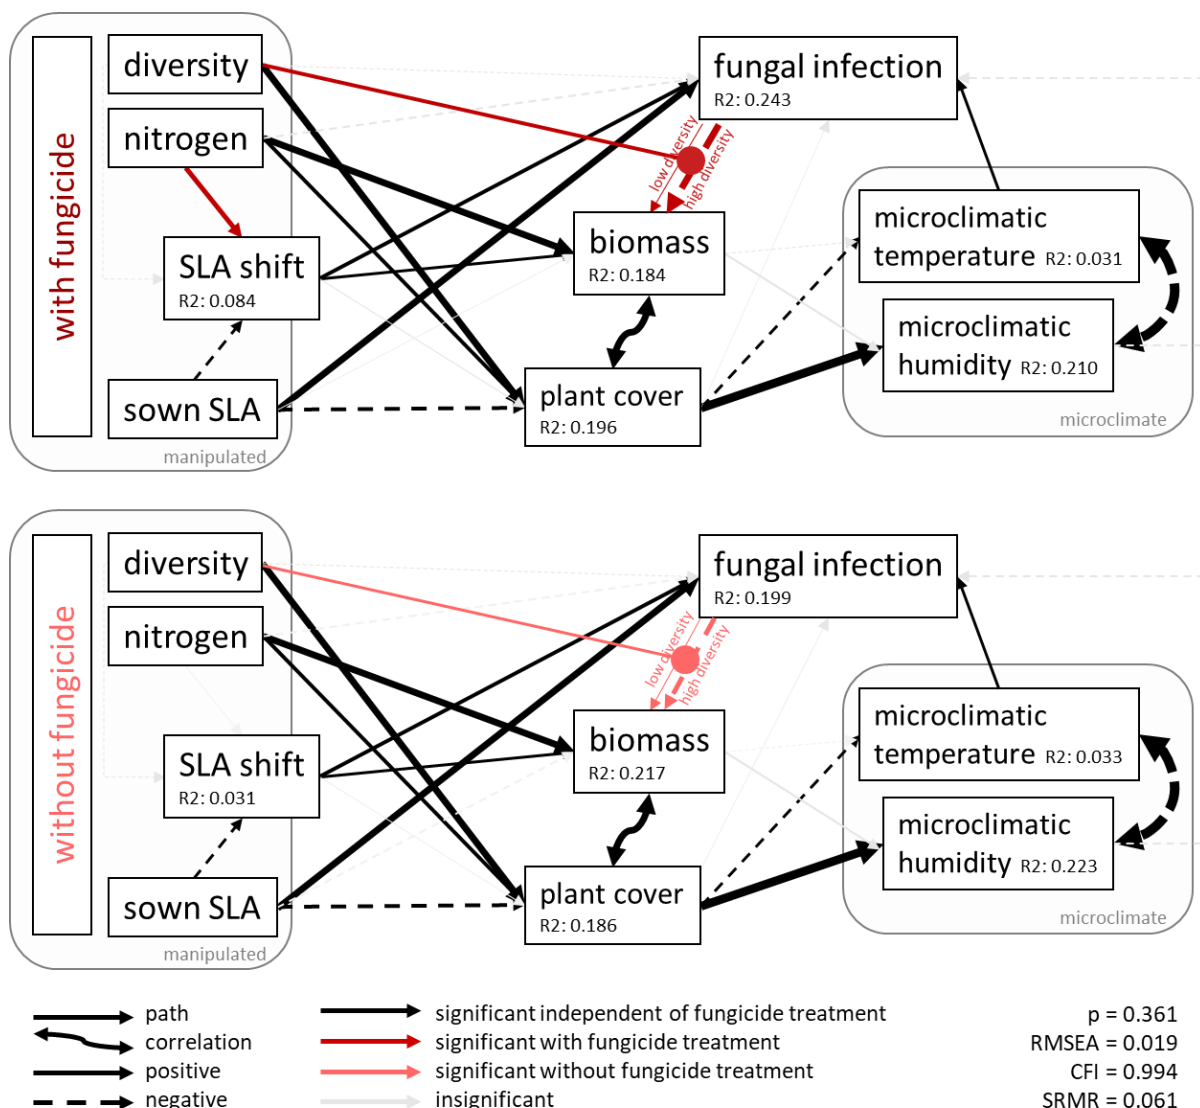 with fungicide
diversity
nitrogen
SLA shift
R2: 0.084
sown SLA
manipulated
fungal infection
R2: 0.243
low diversity
high diversity
biomass
R2: 0.184
plant cover
R2: 0.196
microclimatic
temperature R2: 0.031
microclimatic
humidity R2: 0.210
microclimate
without fungicide
diversity
nitrogen
SLA shift
R2: 0.031
sown SLA
manipulated
fungal infection
R2: 0.199
low diversity
high diversity
biomass
R2: 0.217
plant cover
R2: 0.186
microclimatic
temperature R2: 0.033
microclimatic
humidity R2: 0.223
microclimate
path
correlation
positive
negative
significant independent of fungicide treatment
significant with fungicide treatment
significant without fungicide treatment
insignificant
p = 0.361
RMSEA = 0.019
CFI = 0.994
SRMR = 0.061